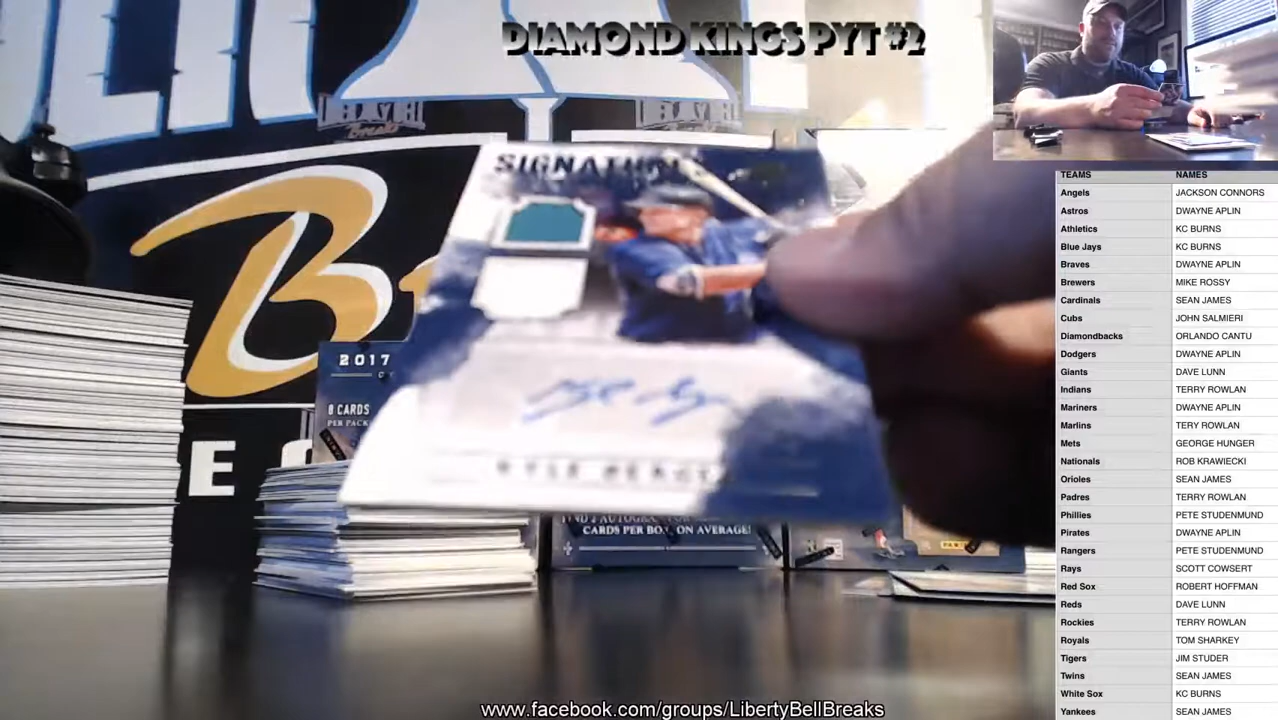 DIAMOND KINGS PYT #2
SIGNATURE
2017
8 CARDS
PER PACK
CARDS PER BOX, ON AVERAGE!
www.facebook.com/groups/LibertyBellBreaks
TEAMS NAMES
Angels JACKSON CONNORS
Astros DWAYNE APLIN
Athletics KC BURNS
Blue Jays KC BURNS
Braves DWAYNE APLIN
Brewers MIKE ROSSY
Cardinals SEAN JAMES
Cubs JOHN SALMIERI
Diamondbacks ORLANDO CANTU
Dodgers DWAYNE APLIN
Giants DAVE LUNN
Indians TERRY ROWLAN
Mariners DWAYNE APLIN
Marlins TERY ROWLAN
Mets GEORGE HUNGER
Nationals ROB KRAWIECKI
Orioles SEAN JAMES
Padres TERRY ROWLAN
Phillies PETE STUDENMUND
Pirates DWAYNE APLIN
Rangers PETE STUDENMUND
Rays SCOTT COWSERT
Red Sox ROBERT HOFFMAN
Reds DAVE LUNN
Rockies TERRY ROWLAN
Royals TOM SHARKEY
Tigers JIM STUDER
Twins SEAN JAMES
White Sox KC BURNS
Yankees SEAN JAMES